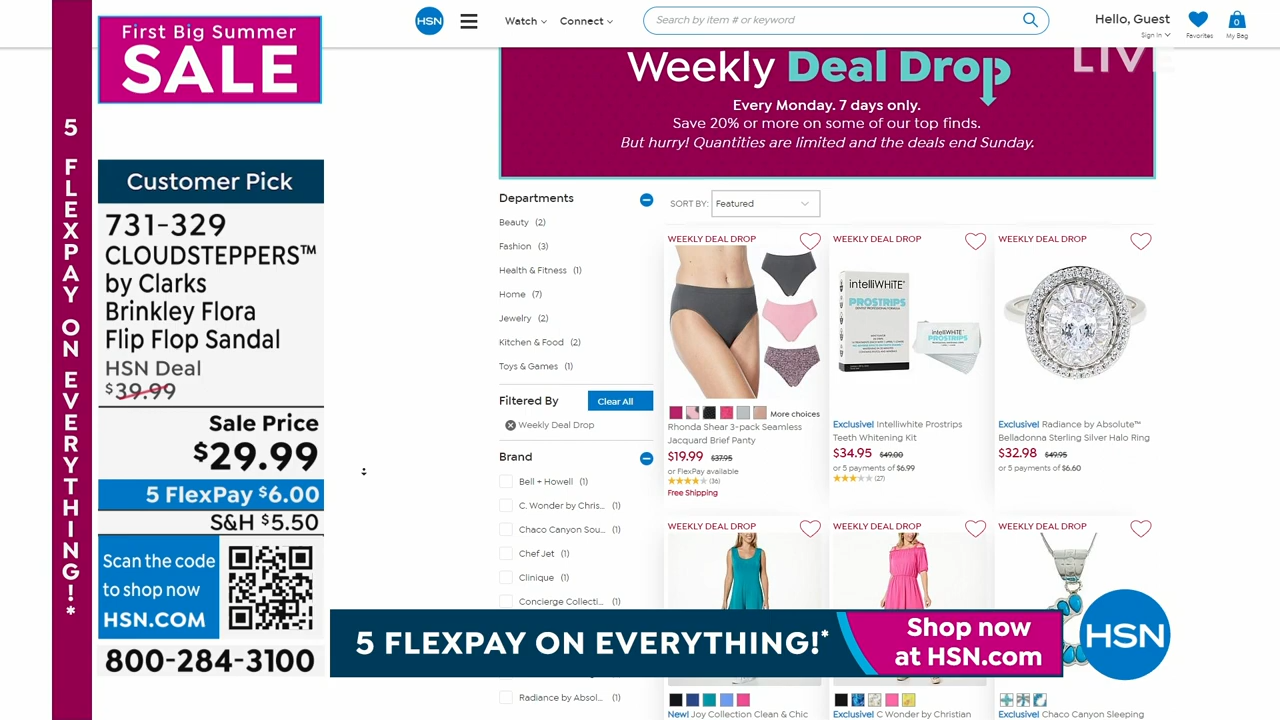 First Big Summer
SALE
5 FLEXPAY ON EVERYTHING!*
Customer Pick
731-329
CLOUDSTEPPERS™
by Clarks
Brinkley Flora
Flip Flop Sandal
HSN Deal
$39.99
Sale Price
$29.99
5 FlexPay $6.00
S&H $5.50
Scan the code
to shop now
HSN.COM
800-284-3100
HSN
Watch
Connect
Search by item # or keyword
Hello, Guest
Sign in
Favorites
0
My Bag
LIVE
Weekly Deal Drop
Every Monday. 7 days only.
Save 20% or more on some of our top finds.
But hurry! Quantities are limited and the deals end Sunday.
Departments
Beauty (2)
Fashion (3)
Health & Fitness (1)
Home (7)
Jewelry (2)
Kitchen & Food (2)
Toys & Games (1)
Filtered By
Clear All
Weekly Deal Drop
Brand
Bell + Howell (1)
C. Wonder by Chris... (1)
Chaco Canyon Sou... (1)
Chef Jet (1)
Clinique (1)
Concierge Collecti... (1)
Radiance by Absol... (1)
SORT BY: Featured
WEEKLY DEAL DROP
intelliWHiTE
PROSTRIPS
intelliWHiTE
PROSTRIPS
More choices
Rhonda Shear 3-pack Seamless
Jacquard Brief Panty
$19.99 $37.95
or FlexPay available
(36)
Free Shipping
WEEKLY DEAL DROP
Exclusive! Intelliwhite Prostrips
Teeth Whitening Kit
$34.95 $49.00
or 5 payments of $6.99
(27)
WEEKLY DEAL DROP
Exclusive! Radiance by Absolute™
Belladonna Sterling Silver Halo Ring
$32.98 $49.95
or 5 payments of $6.60
WEEKLY DEAL DROP
New! Joy Collection Clean & Chic
WEEKLY DEAL DROP
Exclusive! C Wonder by Christian
WEEKLY DEAL DROP
Exclusive! Chaco Canyon Sleeping
5 FLEXPAY ON EVERYTHING!*
Shop now
at HSN.com
HSN